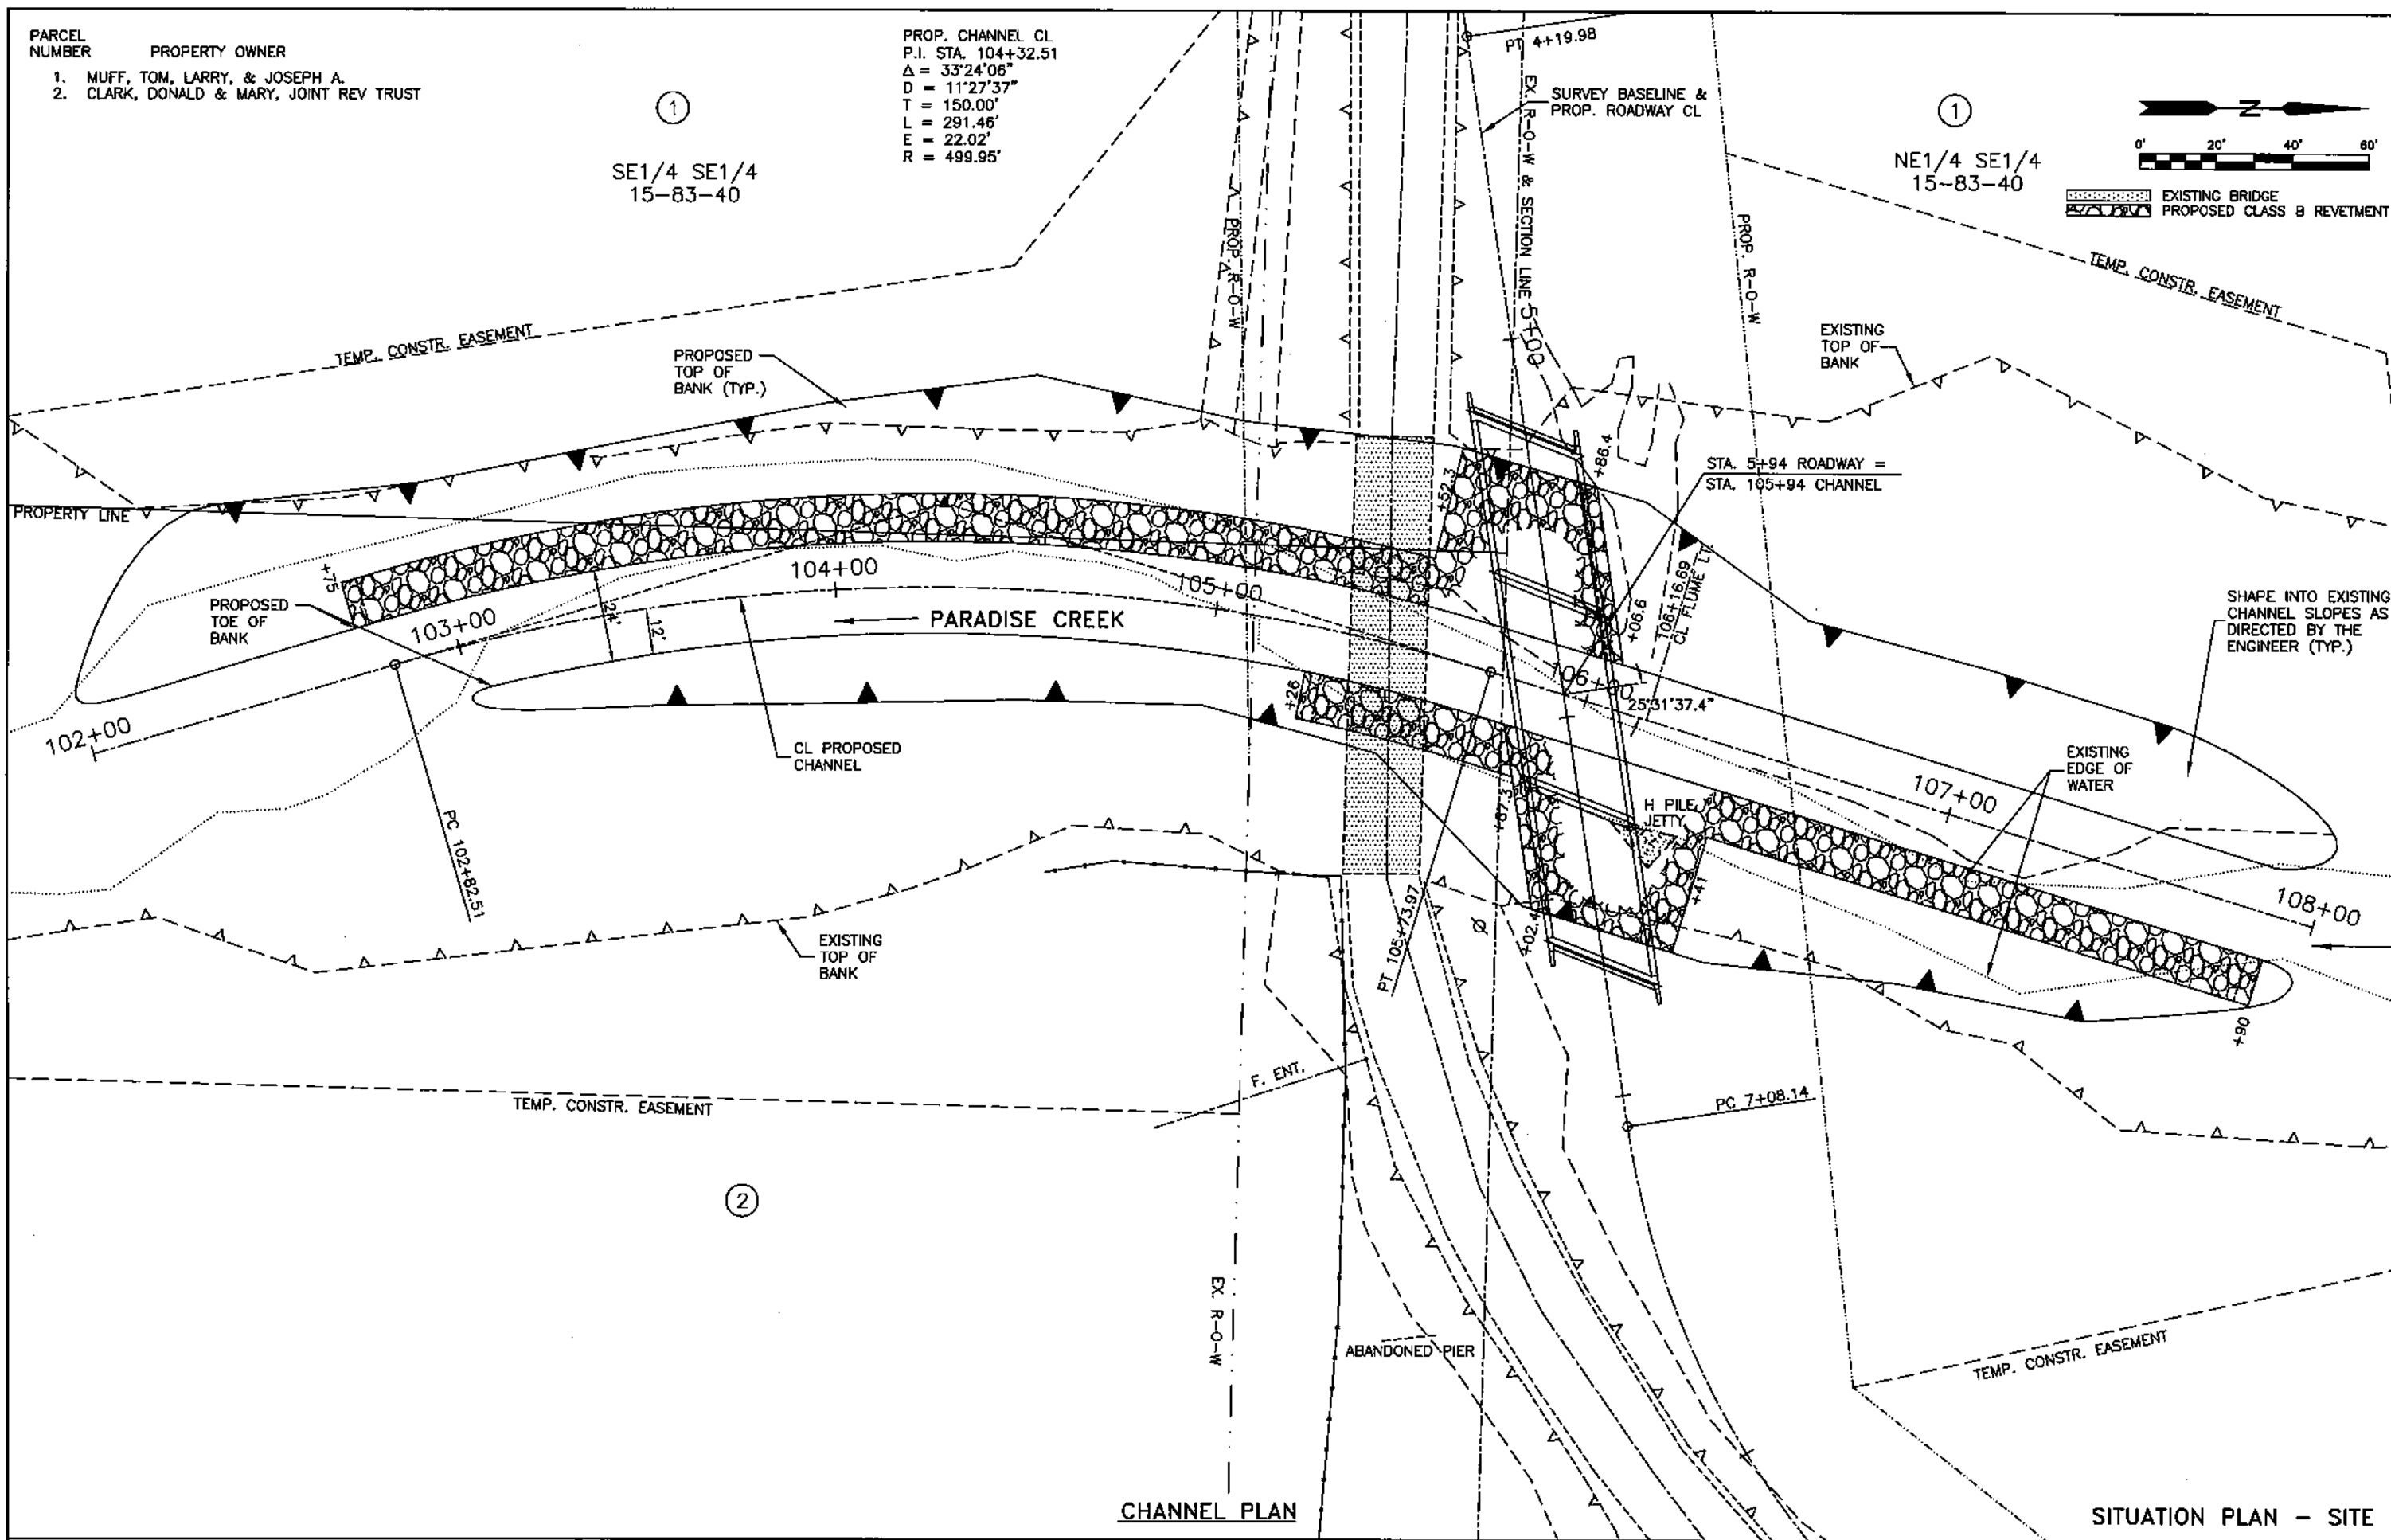 PARCEL
NUMBER PROPERTY OWNER
1. MUFF, TOM, LARRY, & JOSEPH A.
2. CLARK, DONALD & MARY, JOINT REV TRUST
1
SE1/4 SE1/4
15-83-40
PROP. CHANNEL CL
P.I. STA. 104+32.51
Δ = 33°24'06"
D = 11°27'37"
T = 150.00'
L = 291.46'
E = 22.02'
R = 499.95'
PT 4+19.98
SURVEY BASELINE &
PROP. ROADWAY CL
EX. R-O-W & SECTION LINE
5+00
PROP. R-O-W
PROP. R-O-W
1
NE1/4 SE1/4
15-83-40
N
0' 20' 40' 60'
EXISTING BRIDGE
PROPOSED CLASS B REVETMENT
TEMP. CONSTR. EASEMENT
TEMP. CONSTR. EASEMENT
PROPOSED
TOP OF
BANK (TYP.)
EXISTING
TOP OF
BANK
STA. 5+94 ROADWAY =
STA. 105+94 CHANNEL
+86.4
+52.3
PROPERTY LINE
+75
PROPOSED
TOE OF
BANK
102+00
103+00
104+00
105+00
106+00
107+00
108+00
24'
12'
PARADISE CREEK
+06.6
106+16.69
CL FLUME LT.
25°31'37.4"
SHAPE INTO EXISTING
CHANNEL SLOPES AS
DIRECTED BY THE
ENGINEER (TYP.)
EXISTING
EDGE OF
WATER
CL PROPOSED
CHANNEL
+26
+87.3
H PILE
JETTY
+41
+02.4
+90
PC 102+82.51
PT 105+73.97
EXISTING
TOP OF
BANK
F. ENT.
TEMP. CONSTR. EASEMENT
PC 7+08.14
2
EX. R-O-W
ABANDONED PIER
TEMP. CONSTR. EASEMENT
CHANNEL PLAN
SITUATION PLAN - SITE